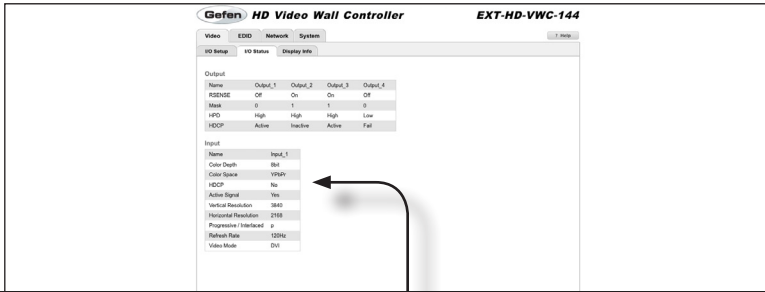 Gefen HD Video Wall Controller EXT-HD-VWC-144
Video EDID Network System ? Help
I/O Setup I/O Status Display Info
Output
Name Output_1 Output_2 Output_3 Output_4
RSENSE Off On On Off
Mask 0 1 1 0
HPD High High High Low
HDCP Active Inactive Active Fail
Input
Name Input_1
Color Depth 8bit
Color Space YPbPr
HDCP No
Active Signal Yes
Vertical Resolution 3840
Horizontal Resolution 2160
Progressive / Interlaced p
Refresh Rate 120Hz
Video Mode DVI